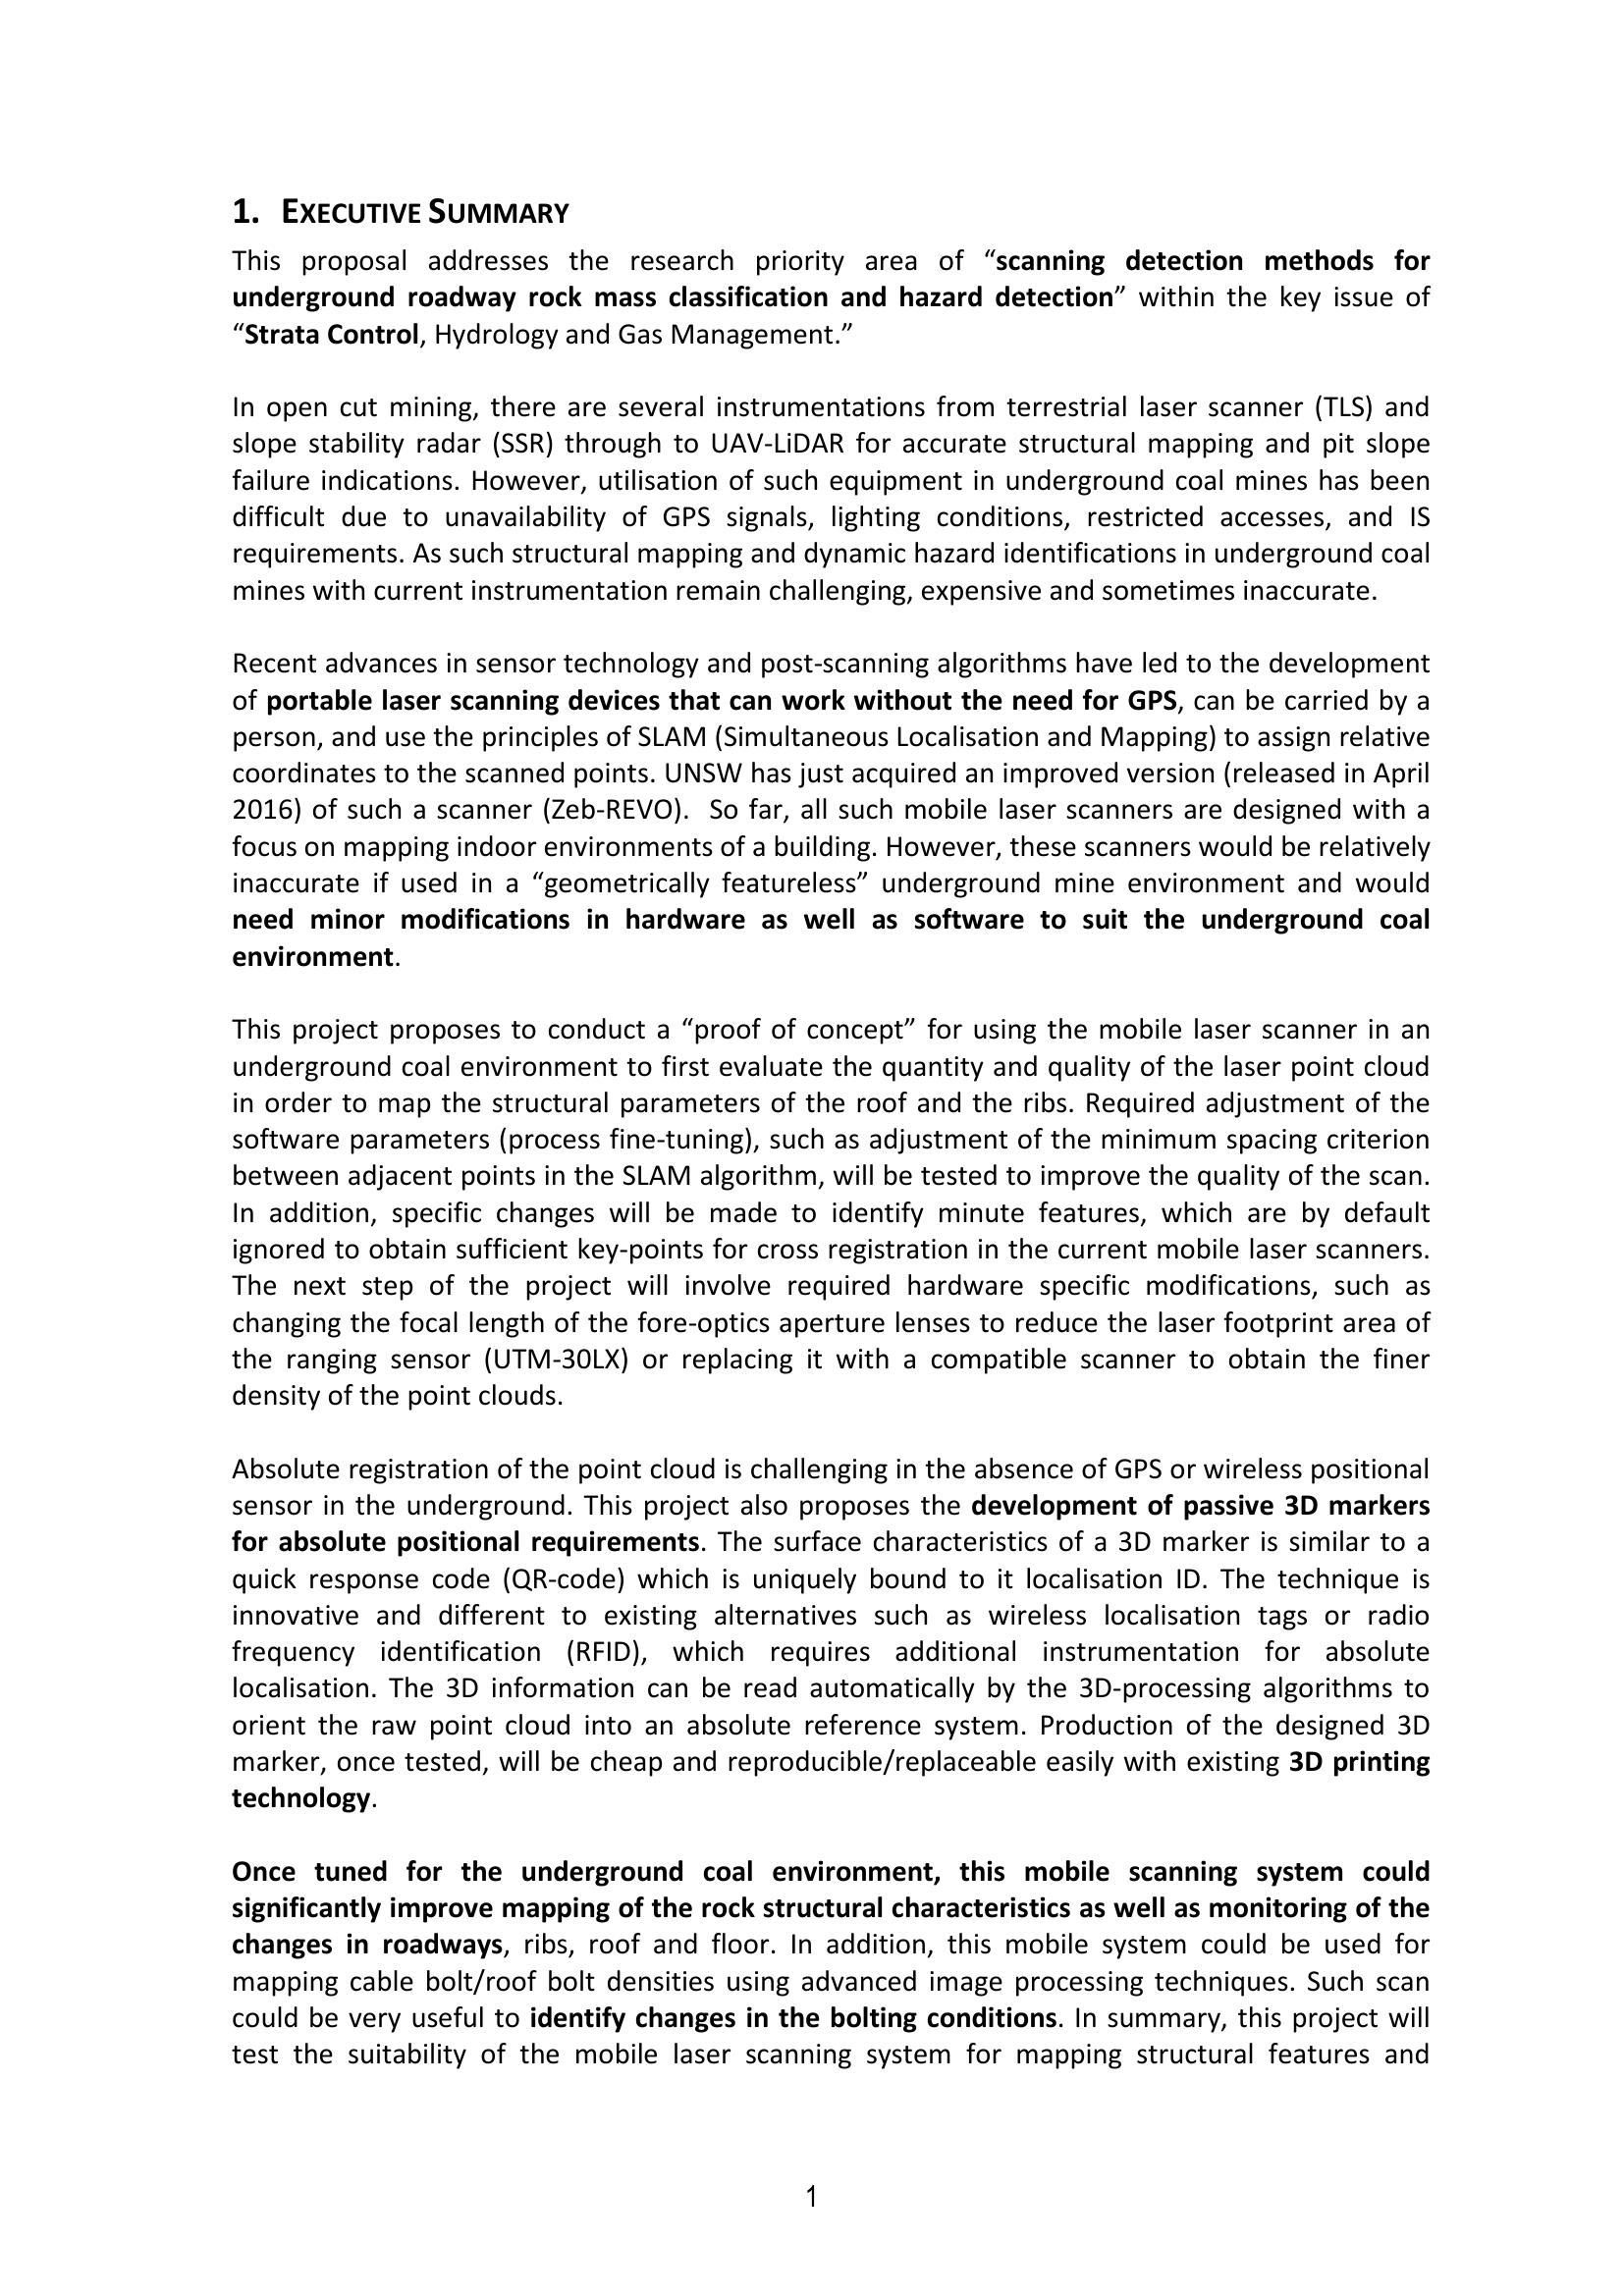 1. EXECUTIVE SUMMARY
This proposal addresses the research priority area of “scanning detection methods for
underground roadway rock mass classification and hazard detection” within the key issue of
“Strata Control, Hydrology and Gas Management.”
In open cut mining, there are several instrumentations from terrestrial laser scanner (TLS) and
slope stability radar (SSR) through to UAV-LiDAR for accurate structural mapping and pit slope
failure indications. However, utilisation of such equipment in underground coal mines has been
difficult due to unavailability of GPS signals, lighting conditions, restricted accesses, and IS
requirements. As such structural mapping and dynamic hazard identifications in underground coal
mines with current instrumentation remain challenging, expensive and sometimes inaccurate.
Recent advances in sensor technology and post-scanning algorithms have led to the development
of portable laser scanning devices that can work without the need for GPS, can be carried by a
person, and use the principles of SLAM (Simultaneous Localisation and Mapping) to assign relative
coordinates to the scanned points. UNSW has just acquired an improved version (released in April
2016) of such a scanner (Zeb-REVO).  So far, all such mobile laser scanners are designed with a
focus on mapping indoor environments of a building. However, these scanners would be relatively
inaccurate if used in a “geometrically featureless” underground mine environment and would
need minor modifications in hardware as well as software to suit the underground coal
environment.
This project proposes to conduct a “proof of concept” for using the mobile laser scanner in an
underground coal environment to first evaluate the quantity and quality of the laser point cloud
in order to map the structural parameters of the roof and the ribs. Required adjustment of the
software parameters (process fine-tuning), such as adjustment of the minimum spacing criterion
between adjacent points in the SLAM algorithm, will be tested to improve the quality of the scan.
In addition, specific changes will be made to identify minute features, which are by default
ignored to obtain sufficient key-points for cross registration in the current mobile laser scanners.
The next step of the project will involve required hardware specific modifications, such as
changing the focal length of the fore-optics aperture lenses to reduce the laser footprint area of
the ranging sensor (UTM-30LX) or replacing it with a compatible scanner to obtain the finer
density of the point clouds.
Absolute registration of the point cloud is challenging in the absence of GPS or wireless positional
sensor in the underground. This project also proposes the development of passive 3D markers
for absolute positional requirements. The surface characteristics of a 3D marker is similar to a
quick response code (QR-code) which is uniquely bound to it localisation ID. The technique is
innovative and different to existing alternatives such as wireless localisation tags or radio
frequency identification (RFID), which requires additional instrumentation for absolute
localisation. The 3D information can be read automatically by the 3D-processing algorithms to
orient the raw point cloud into an absolute reference system. Production of the designed 3D
marker, once tested, will be cheap and reproducible/replaceable easily with existing 3D printing
technology.
Once tuned for the underground coal environment, this mobile scanning system could
significantly improve mapping of the rock structural characteristics as well as monitoring of the
changes in roadways, ribs, roof and floor. In addition, this mobile system could be used for
mapping cable bolt/roof bolt densities using advanced image processing techniques. Such scan
could be very useful to identify changes in the bolting conditions. In summary, this project will
test the suitability of the mobile laser scanning system for mapping structural features and
1